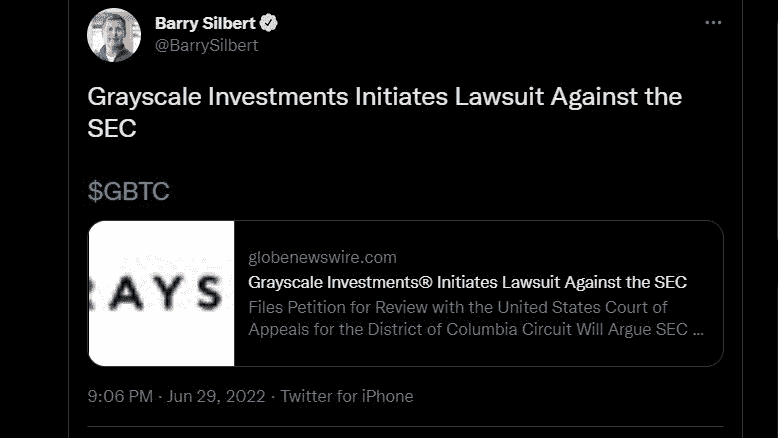 Barry Silbert
@BarrySilbert
Grayscale Investments Initiates Lawsuit Against the
SEC
$GBTC
RAYS
globenewswire.com
Grayscale Investments® Initiates Lawsuit Against the SEC
Files Petition for Review with the United States Court of
Appeals for the District of Columbia Circuit Will Argue SEC ...
9:06 PM · Jun 29, 2022 · Twitter for iPhone